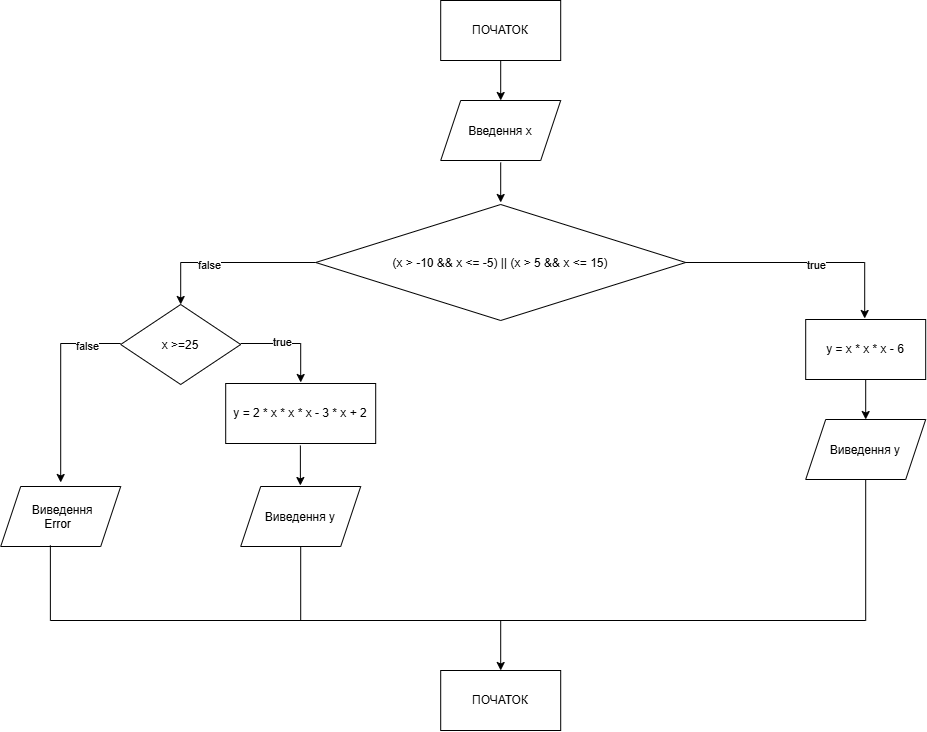 ПОЧАТОК
Введення x
(x > -10 && x <= -5) || (x > 5 && x <= 15)
false
true
x >=25
y = x * x * x - 6
false
true
y = 2 * x * x * x - 3 * x + 2
Виведення y
Виведення
Error
Виведення y
ПОЧАТОК